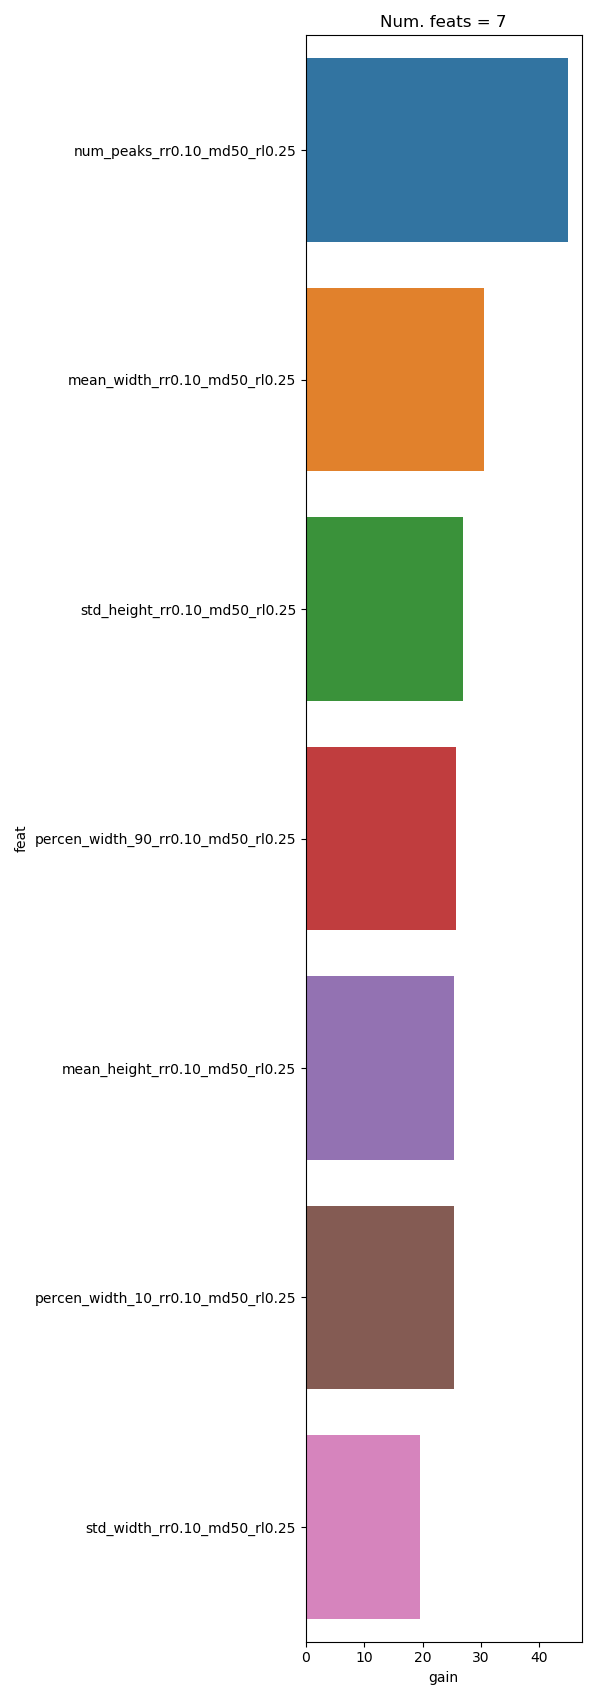 Num. feats = 7
num_peaks_rr0.10_md50_rl0.25
mean_width_rr0.10_md50_rl0.25
std_height_rr0.10_md50_rl0.25
feat
percen_width_90_rr0.10_md50_rl0.25
mean_height_rr0.10_md50_rl0.25
percen_width_10_rr0.10_md50_rl0.25
std_width_rr0.10_md50_rl0.25
0 10 20 30 40
gain